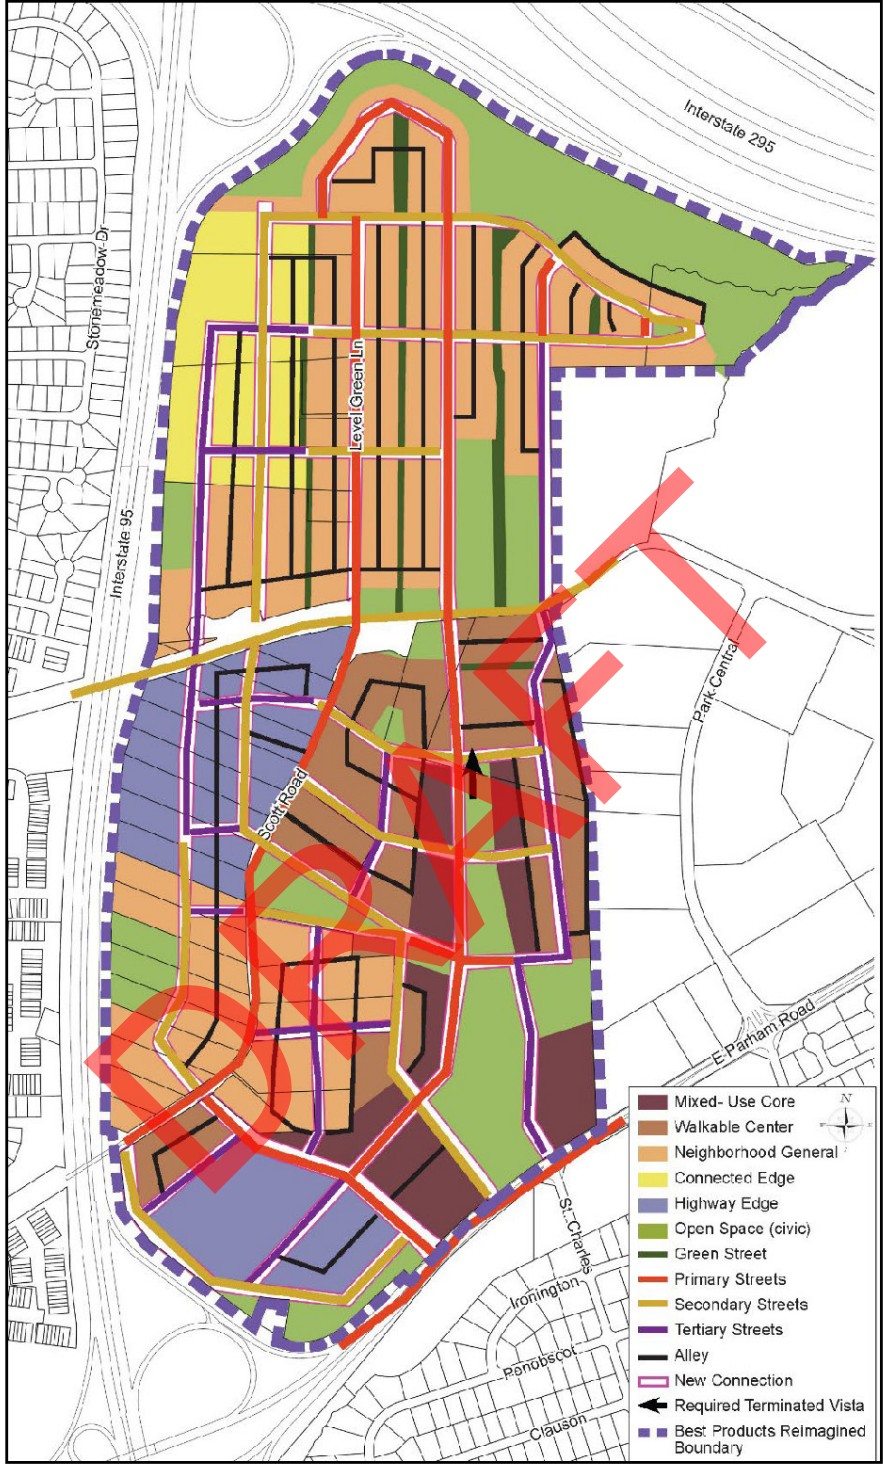 Interstate 295
Stonemeadow Dr
Level Green Ln
Interstate 95
Park Central
Scott Road
E Parham Road
DRAFT
St. Charles
Ironington
Penobscot
Clauson
Mixed- Use Core
N
Walkable Center
Neighborhood General
Connected Edge
Highway Edge
Open Space (civic)
Green Street
Primary Streets
Secondary Streets
Tertiary Streets
Alley
New Connection
Required Terminated Vista
Best Products Reimagined
Boundary